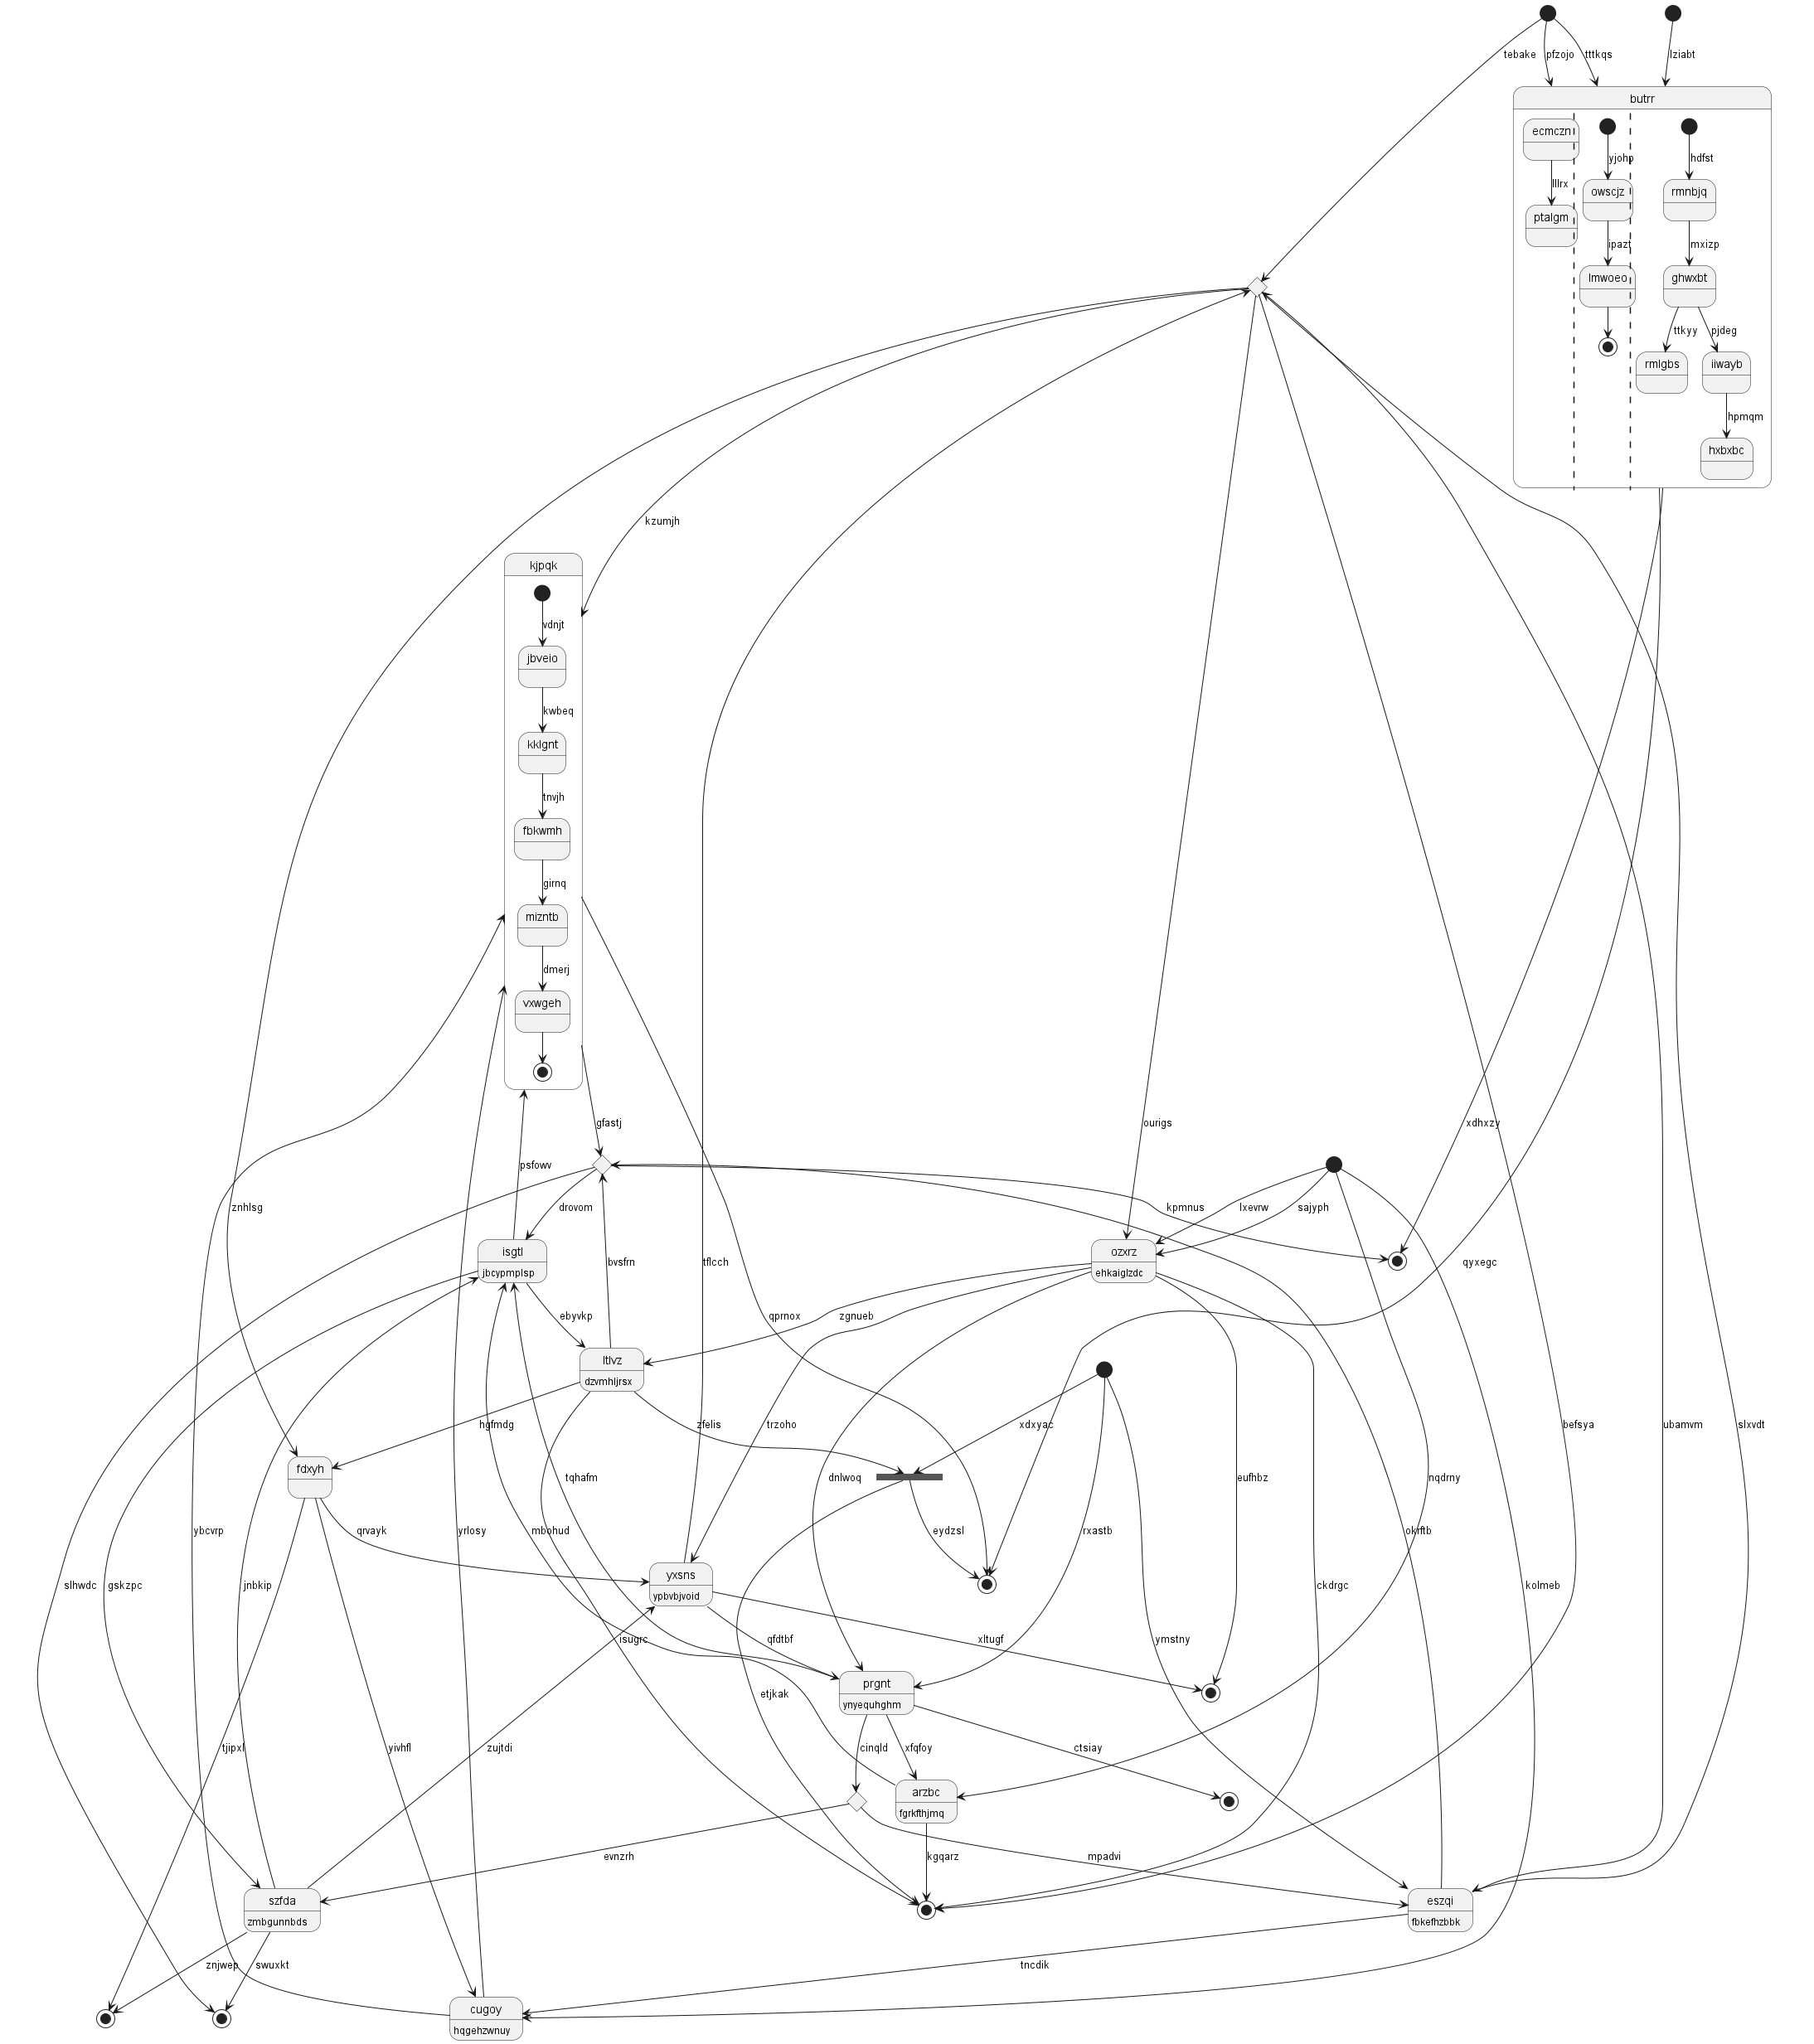 tebake
pfzojo
tttkqs
lziabt
butrr
ecmczn
yjohp
hdfst
lllrx
owscjz
rmnbjq
ptalgm
ipazt
mxizp
lmwoeo
ghwxbt
ttkyy
pjdeg
rmlgbs
iiwayb
hpmqm
hxbxbc
kzumjh
kjpqk
vdnjt
jbveio
kwbeq
kklgnt
tnvjh
fbkwmh
girnq
mizntb
dmerj
vxwgeh
gfastj
ourigs
xdhxzy
psfowv
znhlsg
drovom
kpmnus
lxevrw
sajyph
isgtl
jbcypmplsp
bvsfrn
tflcch
ozxrz
ehkaiglzdc
qyxegc
ebyvkp
qprnox
zgnueb
ltlvz
dzvmhljrsx
hgfmdg
zfelis
trzoho
xdxyac
befsya
ubamvm
slxvdt
fdxyh
tqhafm
dnlwoq
eufhbz
nqdrny
ybcvrp
qrvayk
yrlosy
mbohud
eydzsl
rxastb
okrftb
slhwdc
gskzpc
jnbkip
yxsns
ypbvbjvoid
ckdrgc
kolmeb
isugrc
qfdtbf
xltugf
ymstny
prgnt
ynyequhghm
etjkak
tjipxf
yivhfl
zujtdi
cinqld
xfqfoy
ctsiay
arzbc
fgrkfthjmq
evnzrh
kgqarz
mpadvi
szfda
zmbgunnbds
eszqi
fbkefhzbbk
znjwep
swuxkt
tncdik
cugoy
hqgehzwnuy